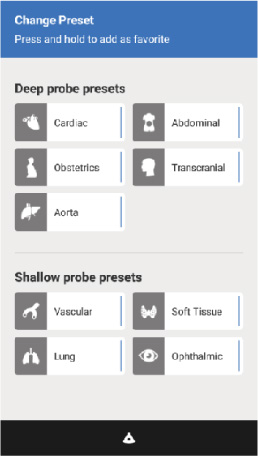 Change Preset
Press and hold to add as favorite
Deep probe presets
Cardiac
Abdominal
Obstetrics
Transcranial
Aorta
Shallow probe presets
Vascular
Soft Tissue
Lung
Ophthalmic